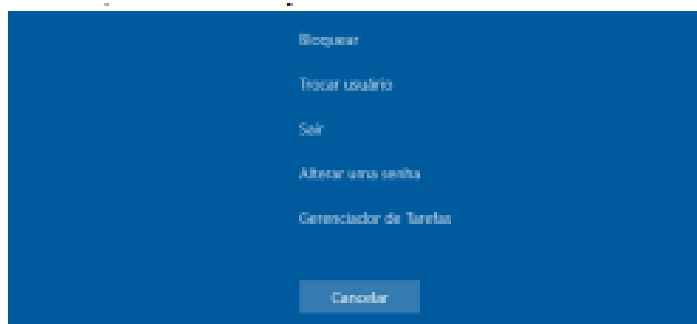 Bloquear
Trocar usuário
Sair
Alterar uma senha
Gerenciador de Tarefas
Cancelar